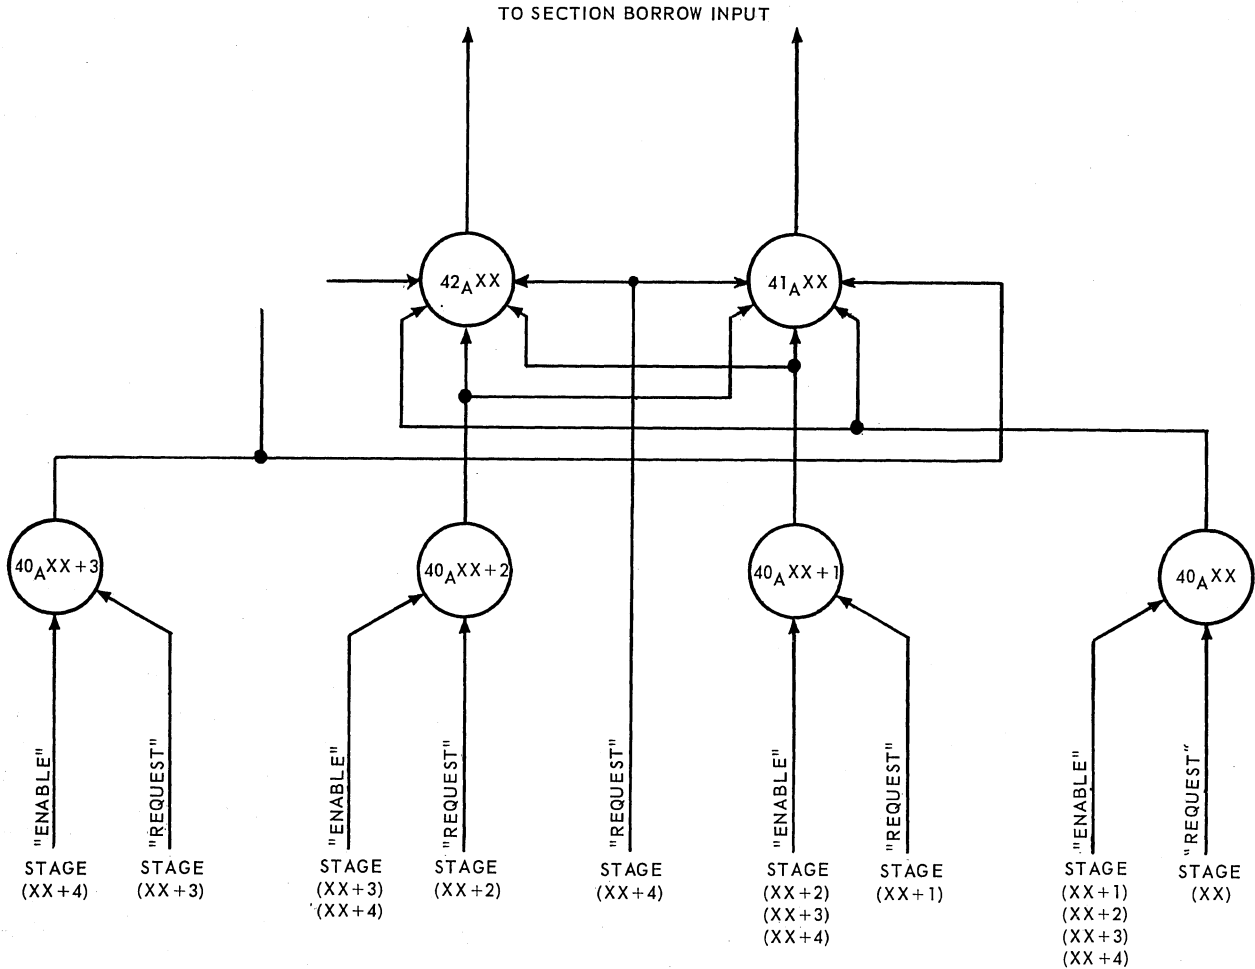 TO SECTION BORROW INPUT
42AXX
41AXX
40AXX+3
40AXX+2
40AXX+1
40AXX
"ENABLE"
"REQUEST"
"ENABLE"
"REQUEST"
"REQUEST"
"ENABLE"
"REQUEST"
"ENABLE"
"REQUEST"
STAGE
(XX+4)
STAGE
(XX+3)
STAGE
(XX+3)
(XX+4)
STAGE
(XX+2)
STAGE
(XX+4)
STAGE
(XX+2)
(XX+3)
(XX+4)
STAGE
(XX+1)
STAGE
(XX+1)
(XX+2)
(XX+3)
(XX+4)
STAGE
(XX)